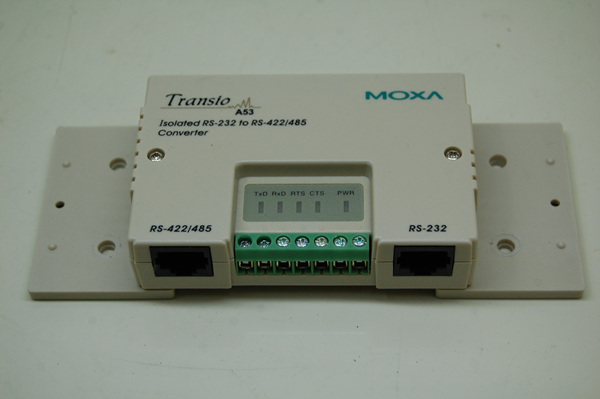 Transio
A53
MOXA
Isolated RS-232 to RS-422/485
Converter
TxD RxD RTS CTS PWR
RS-422/485
RS-232